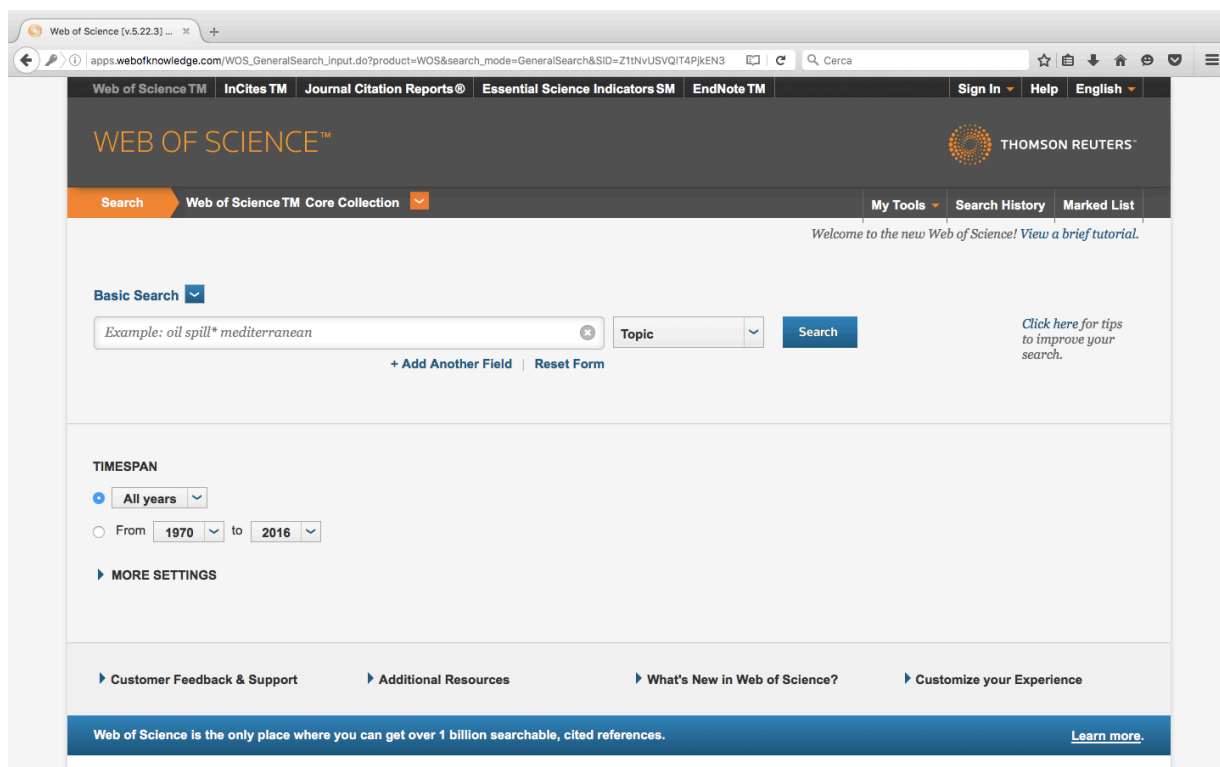 Web of Science [v.5.22.3] ...
apps.webofknowledge.com/WOS_GeneralSearch_input.do?product=WOS&search_mode=GeneralSearch&SID=Z1tNvUSVQIT4PjkEN3
Cerca
Web of Science TM InCites TM Journal Citation Reports® Essential Science Indicators SM EndNote TM Sign In Help English
WEB OF SCIENCE™
THOMSON REUTERS™
Search Web of Science TM Core Collection My Tools Search History Marked List
Welcome to the new Web of Science! View a brief tutorial.
Basic Search
Example: oil spill* mediterranean Topic Search
Click here for tips
to improve your
search.
+ Add Another Field | Reset Form
TIMESPAN
All years
From 1970 to 2016
MORE SETTINGS
Customer Feedback & Support Additional Resources What's New in Web of Science? Customize your Experience
Web of Science is the only place where you can get over 1 billion searchable, cited references. Learn more.